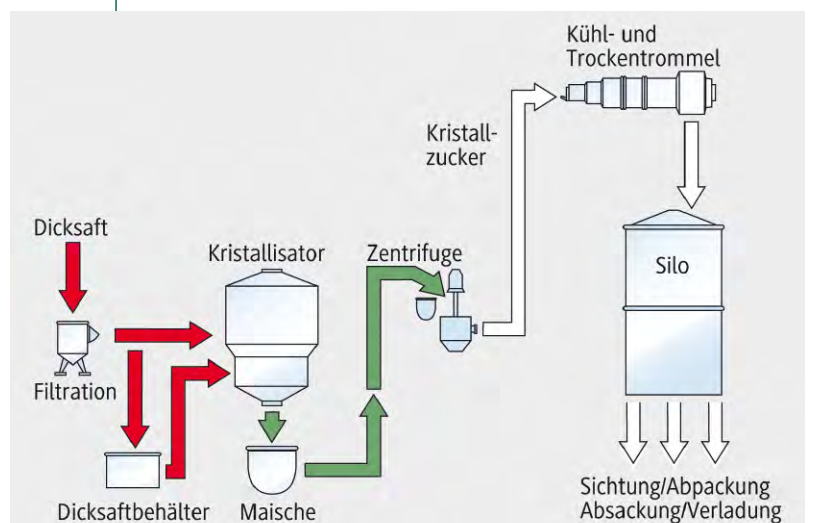 Kühl- und
Trockentrommel
Kristall-
zucker
Dicksaft
Kristallisator
Zentrifuge
Silo
Filtration
Dicksaftbehälter
Maische
Sichtung/Abpackung
Absackung/Verladung